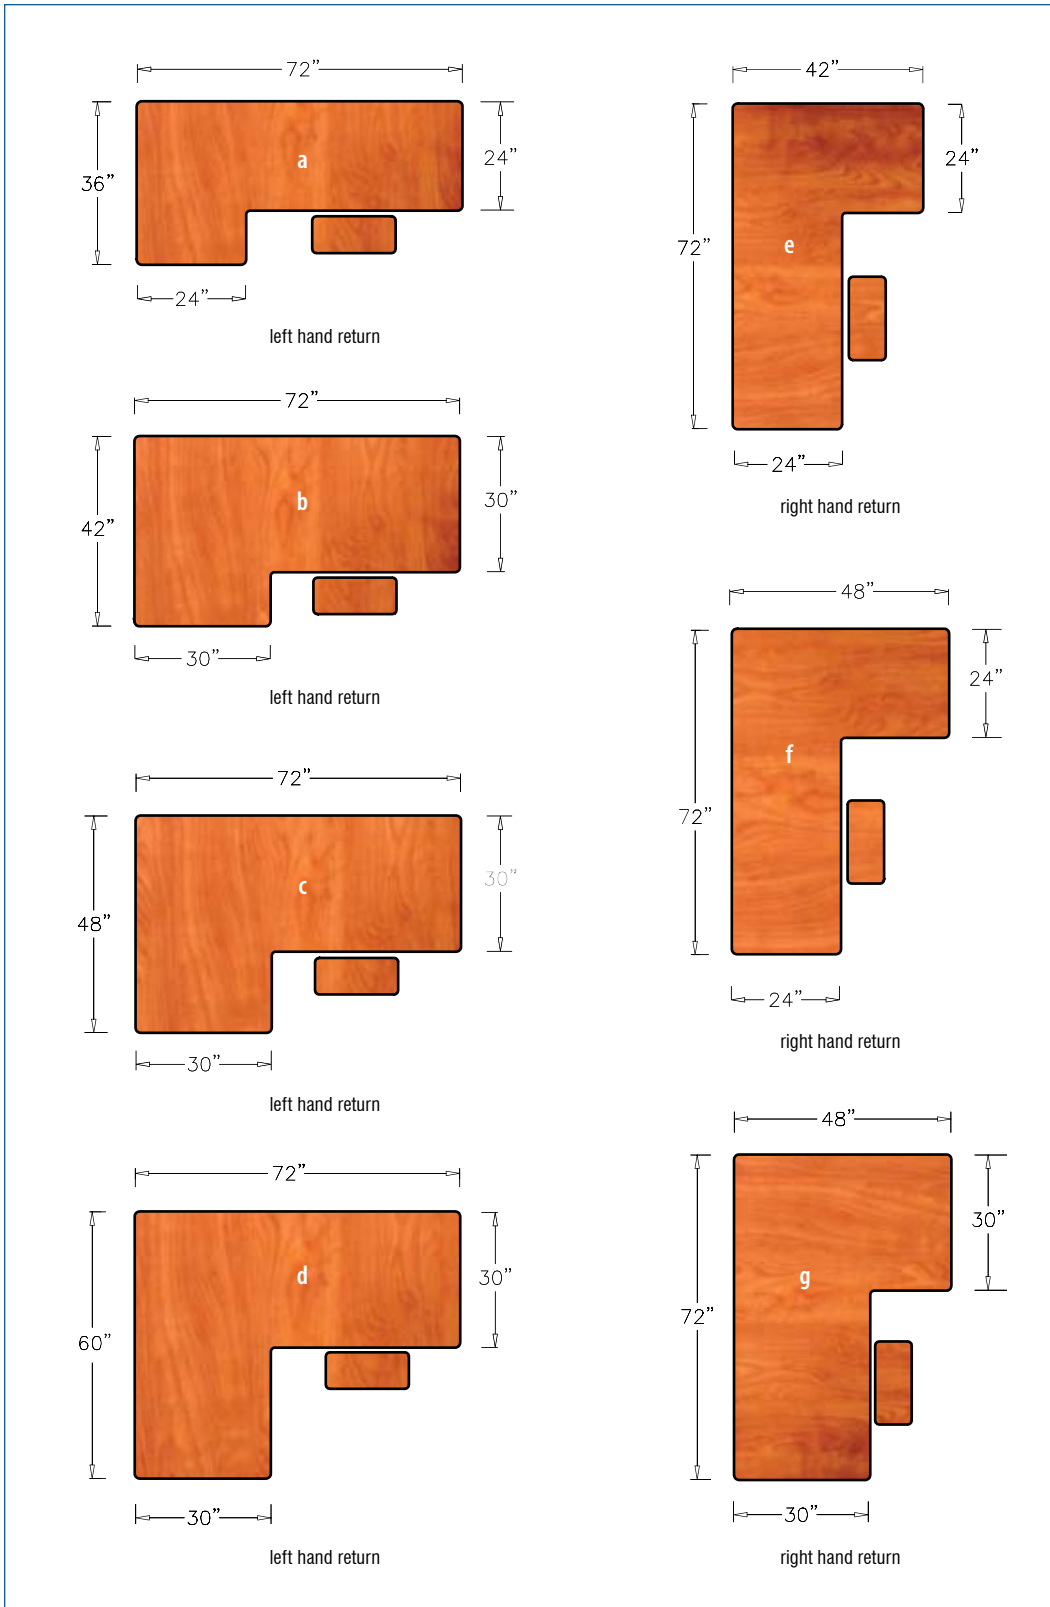 72”
36”
a
24”
24”
left hand return
72”
42”
b
30”
30”
left hand return
72”
48”
c
30”
30”
left hand return
72”
60”
d
30”
30”
left hand return
42”
72”
e
24”
24”
right hand return
48”
72”
f
24”
24”
right hand return
48”
72”
g
30”
30”
right hand return